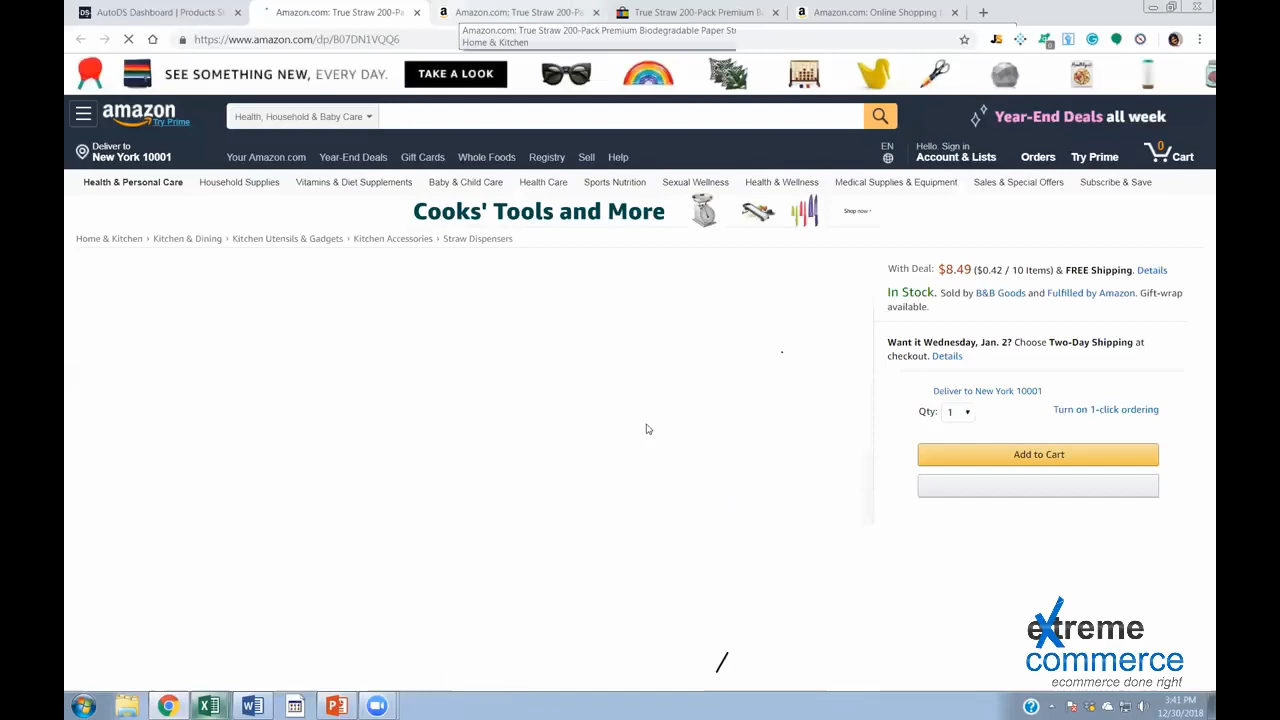 AutoDS Dashboard | Products S
Amazon.com: True Straw 200-Pa
Amazon.com; True Straw 200-Pa
True Straw 200-Pack Premium B
Amazon.com: Online Shopping
https://www.amazon.com/dp/B07DN1VQQ6
Amazon.com: True Straw 200-Pack Premium Biodegradable Paper Str
Home & Kitchen
SEE SOMETHING NEW, EVERY DAY.
TAKE A LOOK
amazon
Try Prime
Health, Household & Baby Care
Year-End Deals all week
Deliver to
New York 10001
Your Amazon.com
Year-End Deals
Gift Cards
Whole Foods
Registry
Sell
Help
EN
Hello. Sign in
Account & Lists
Orders
Try Prime
0
Cart
Health & Personal Care
Household Supplies
Vitamins & Diet Supplements
Baby & Child Care
Health Care
Sports Nutrition
Sexual Wellness
Health & Wellness
Medical Supplies & Equipment
Sales & Special Offers
Subscribe & Save
Cooks' Tools and More
Shop now ›
Home & Kitchen › Kitchen & Dining › Kitchen Utensils & Gadgets › Kitchen Accessories › Straw Dispensers
With Deal: $8.49 ($0.42 / 10 Items) & FREE Shipping. Details
In Stock. Sold by B&B Goods and Fulfilled by Amazon. Gift-wrap
available.
Want it Wednesday, Jan. 2? Choose Two-Day Shipping at
checkout. Details
Deliver to New York 10001
Qty: 1
Turn on 1-click ordering
Add to Cart
extreme
commerce
ecommerce done right
3:41 PM
12/30/2018